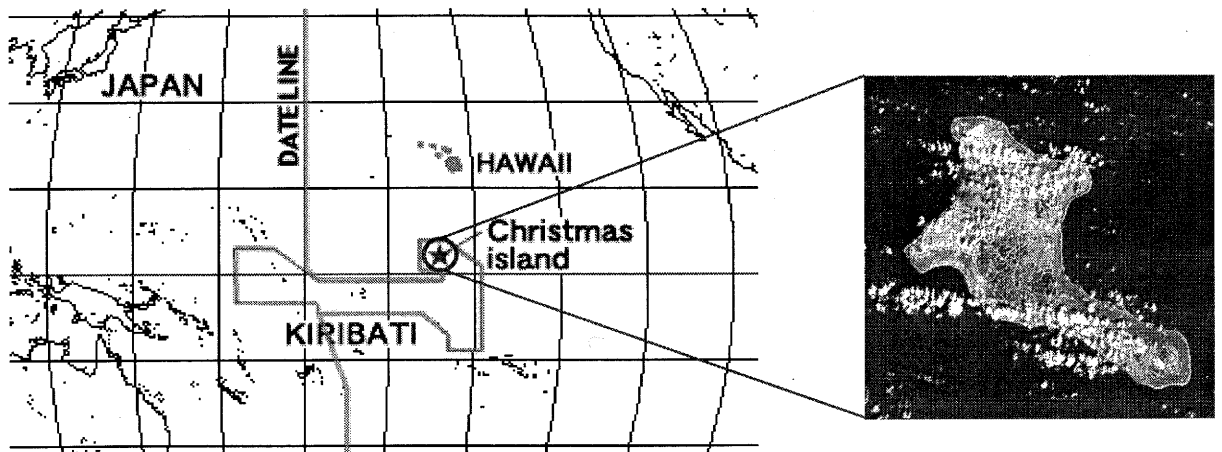 JAPAN
DATE LINE
HAWAII
Christmas
island
KIRIBATI